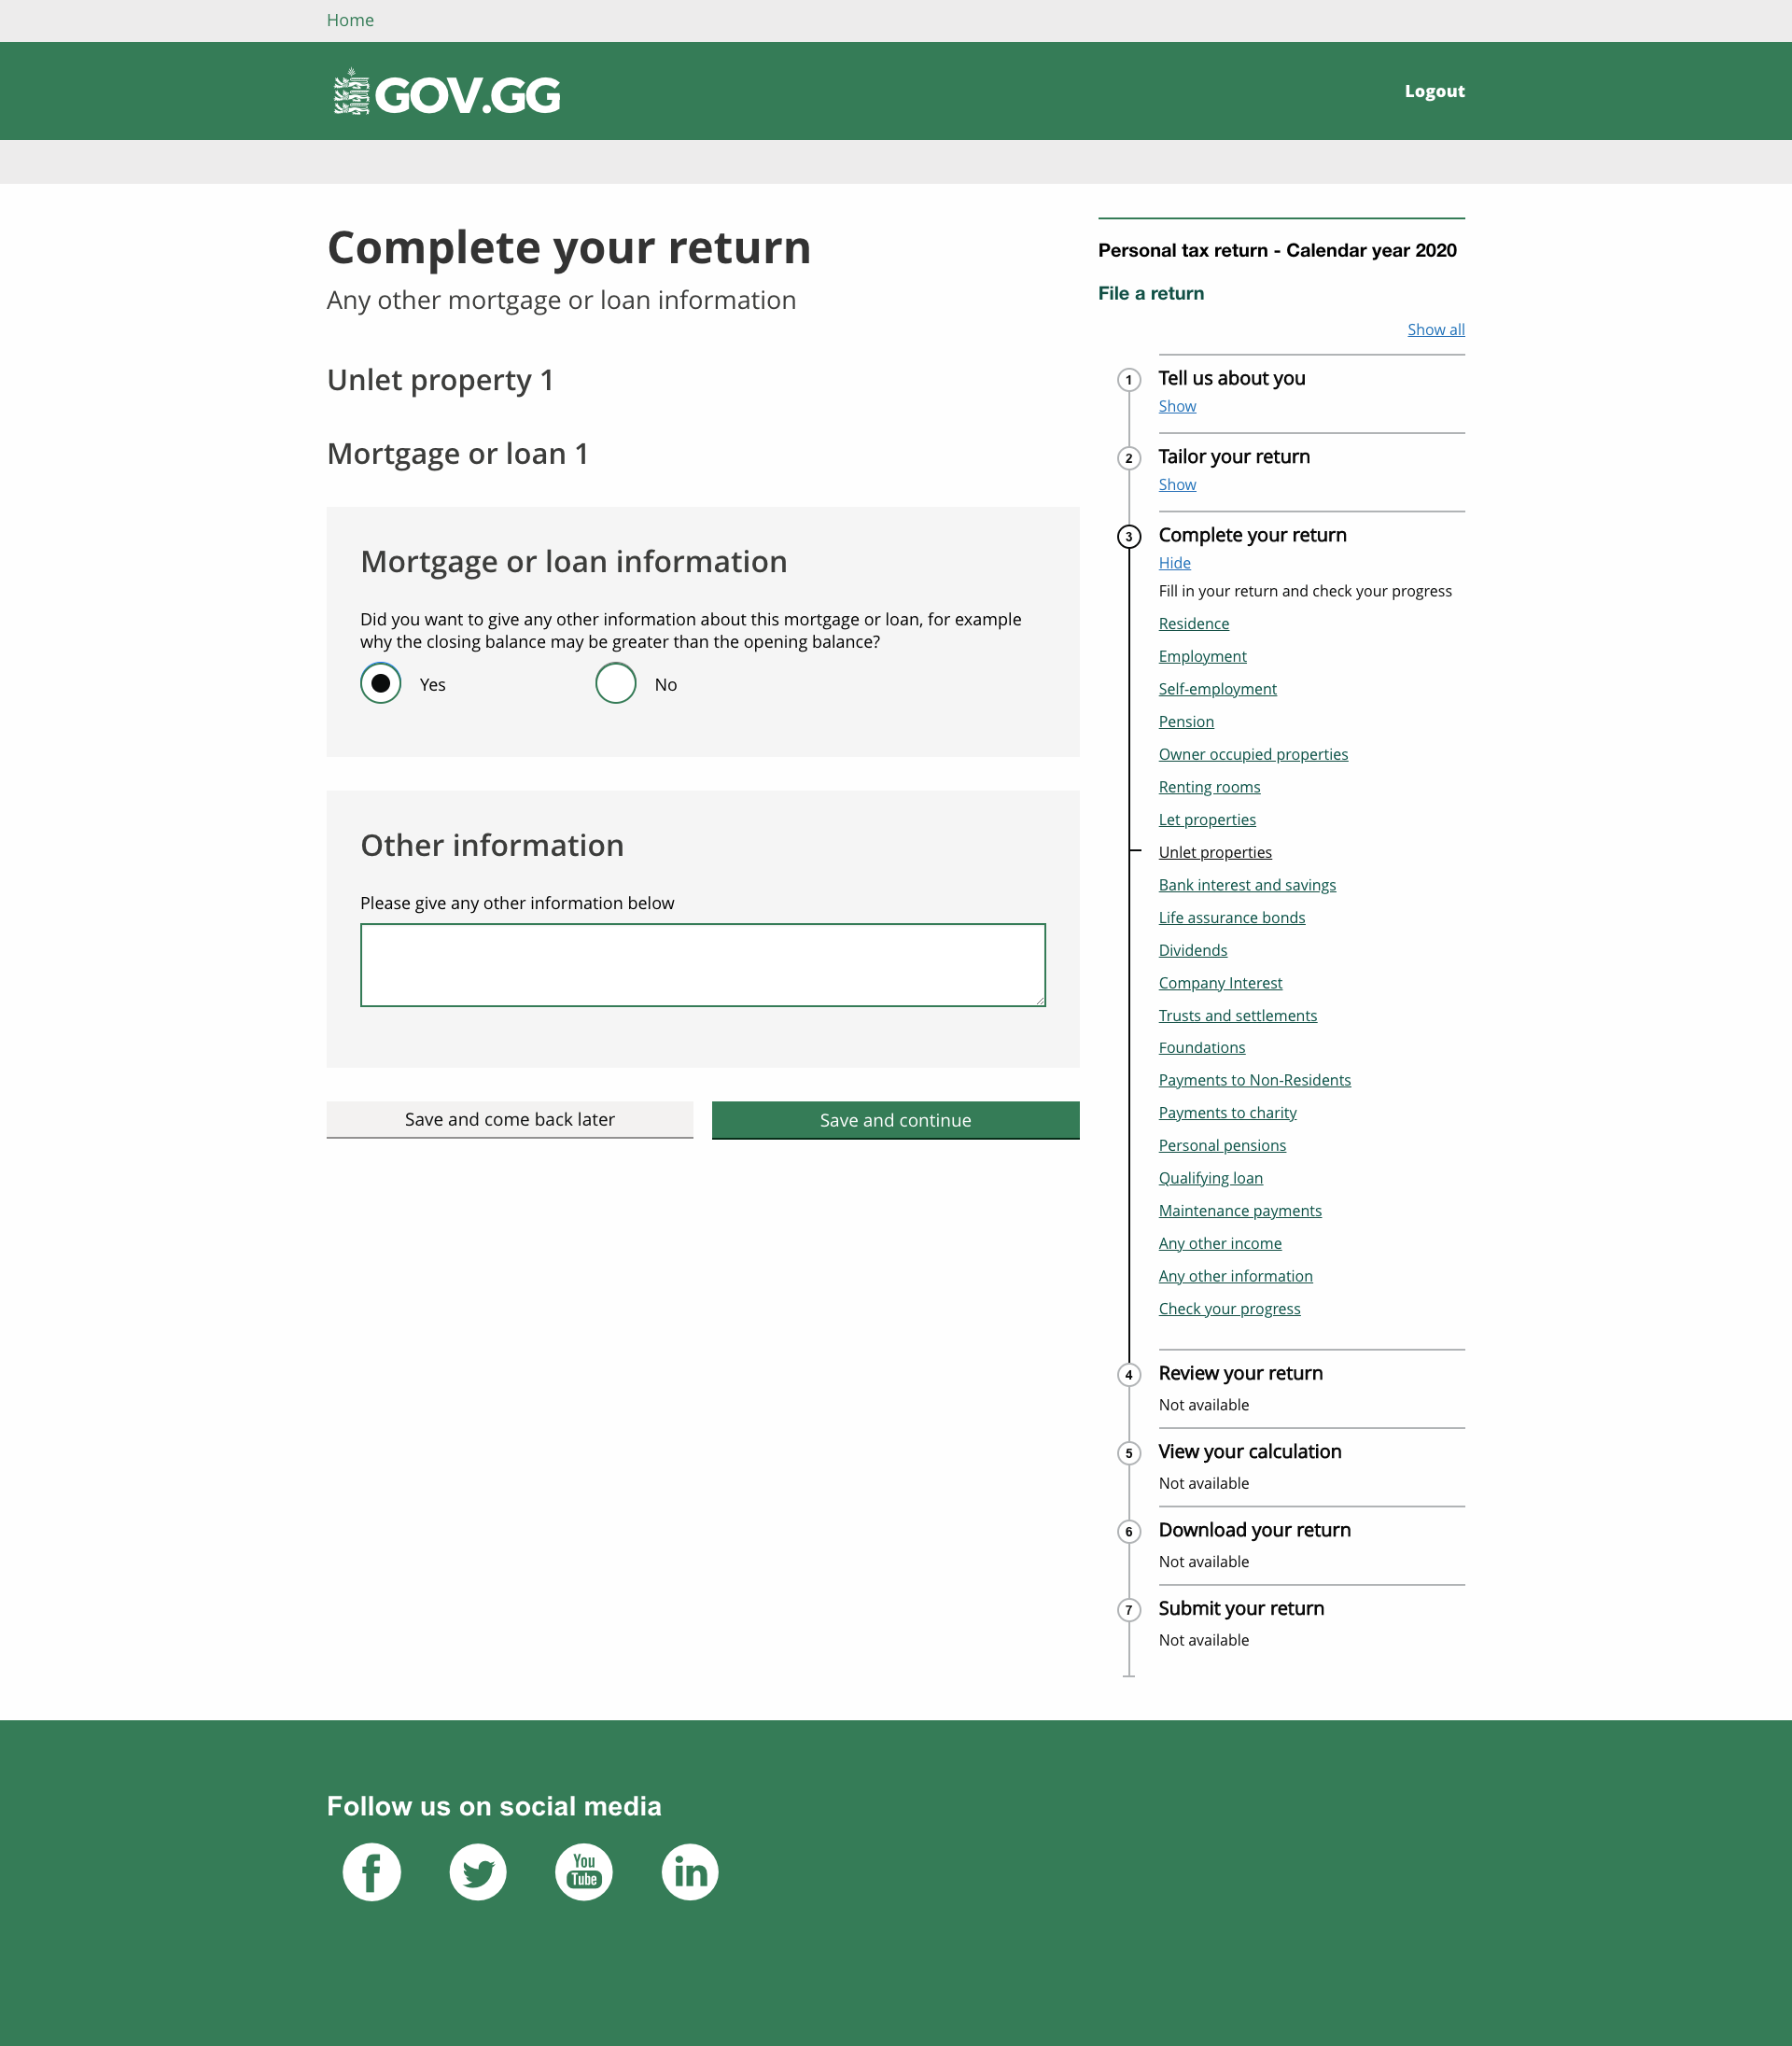 Home
GOV.GG
Logout
Complete your return
Any other mortgage or loan information
Unlet property 1
Mortgage or loan 1
Mortgage or loan information
Did you want to give any other information about this mortgage or loan, for example
why the closing balance may be greater than the opening balance?
Yes
No
Other information
Please give any other information below
Save and come back later
Save and continue
Personal tax return - Calendar year 2020
File a return
Show all
1
Tell us about you
Show
2
Tailor your return
Show
3
Complete your return
Hide
Fill in your return and check your progress
Residence
Employment
Self-employment
Pension
Owner occupied properties
Renting rooms
Let properties
Unlet properties
Bank interest and savings
Life assurance bonds
Dividends
Company Interest
Trusts and settlements
Foundations
Payments to Non-Residents
Payments to charity
Personal pensions
Qualifying loan
Maintenance payments
Any other income
Any other information
Check your progress
4
Review your return
Not available
5
View your calculation
Not available
6
Download your return
Not available
7
Submit your return
Not available
Follow us on social media
f
You
Tube
in